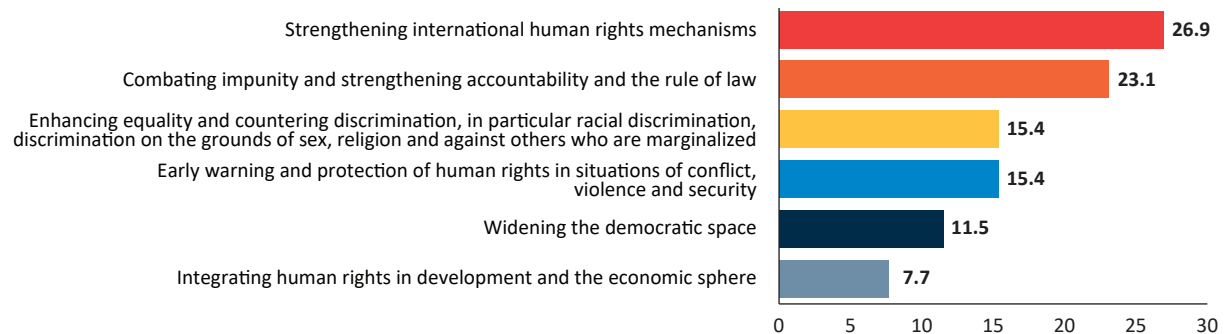 Strengthening international human rights mechanisms
26.9
Combating impunity and strengthening accountability and the rule of law
23.1
Enhancing equality and countering discrimination, in particular racial discrimination,
discrimination on the grounds of sex, religion and against others who are marginalized
15.4
Early warning and protection of human rights in situations of conflict,
violence and security
15.4
Widening the democratic space
11.5
Integrating human rights in development and the economic sphere
7.7
0 5 10 15 20 25 30